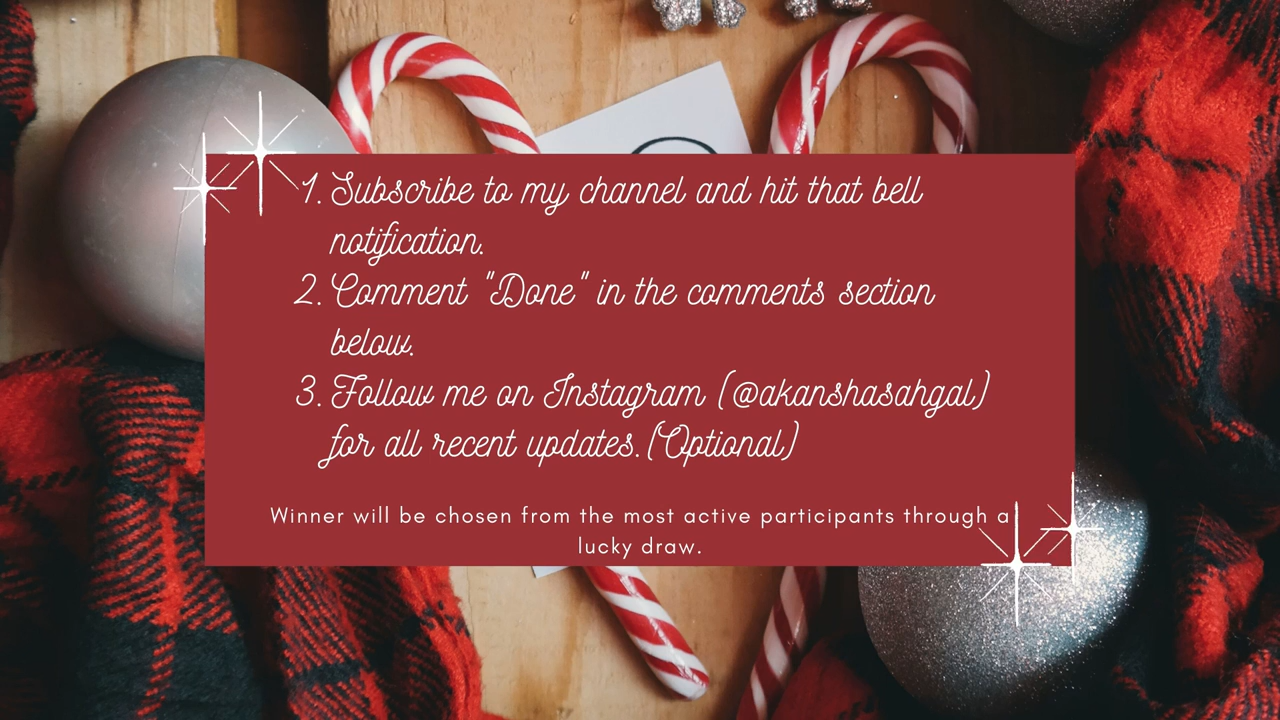 1. Subscribe to my channel and hit that bell
notification.
2. Comment "Done" in the comments section
below.
3. Follow me on Instagram (@akanshasahgal)
for all recent updates.(Optional)
Winner will be chosen from the most active participants through a
lucky draw.